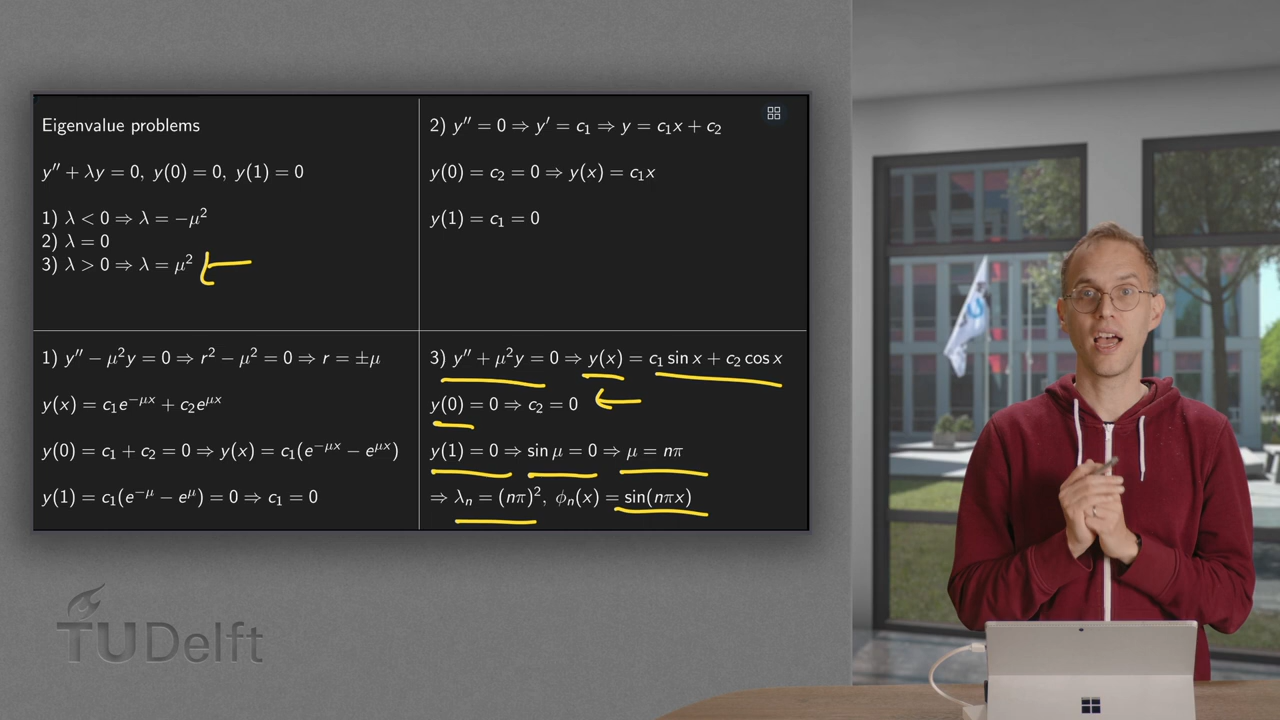 Eigenvalue problems
y″ + λy = 0, y(0) = 0, y(1) = 0
1) λ < 0 ⇒ λ = −μ²
2) λ = 0
3) λ > 0 ⇒ λ = μ²
2) y″ = 0 ⇒ y′ = c₁ ⇒ y = c₁x + c₂
y(0) = c₂ = 0 ⇒ y(x) = c₁x
y(1) = c₁ = 0
1) y″ − μ²y = 0 ⇒ r² − μ² = 0 ⇒ r = ±μ
y(x) = c₁e^{−μx} + c₂e^{μx}
y(0) = c₁ + c₂ = 0 ⇒ y(x) = c₁(e^{−μx} − e^{μx})
y(1) = c₁(e^{−μ} − e^{μ}) = 0 ⇒ c₁ = 0
3) y″ + μ²y = 0 ⇒ y(x) = c₁ sin x + c₂ cos x
y(0) = 0 ⇒ c₂ = 0
y(1) = 0 ⇒ sin μ = 0 ⇒ μ = nπ
⇒ λₙ = (nπ)², ϕₙ(x) = sin(nπx)
TUDelft